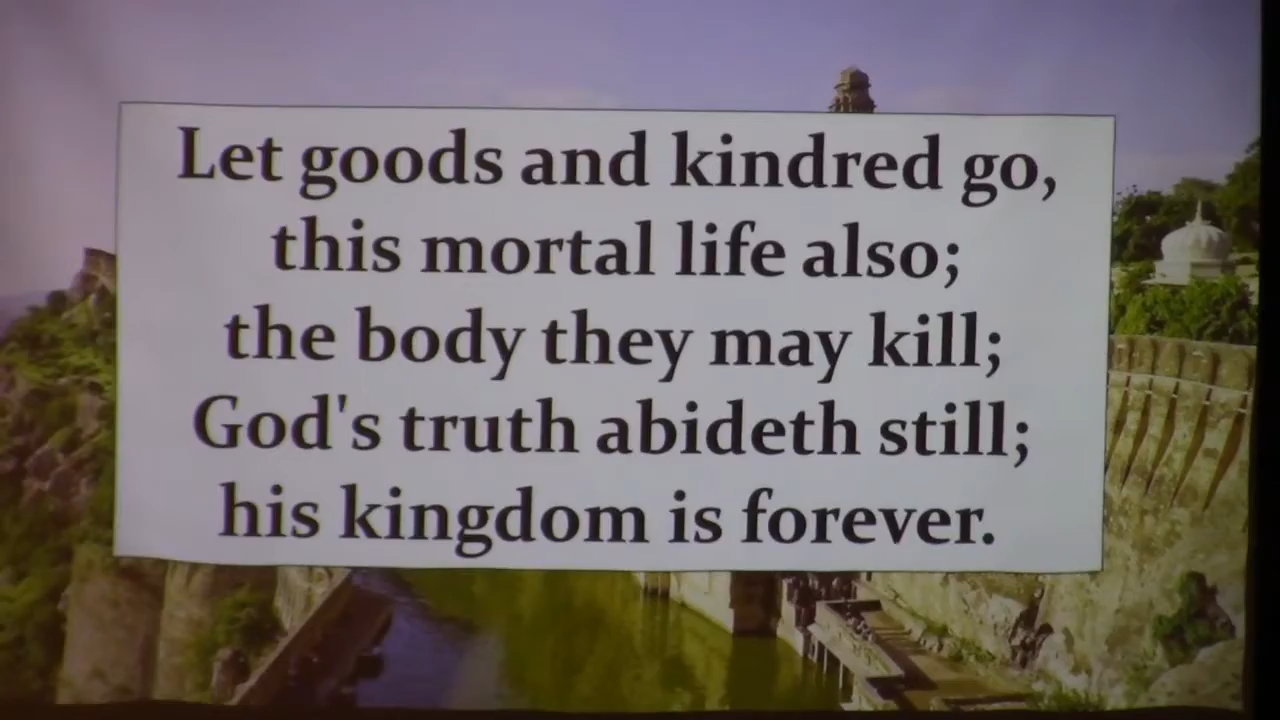 Let goods and kindred go,
this mortal life also;
the body they may kill;
God's truth abideth still;
his kingdom is forever.